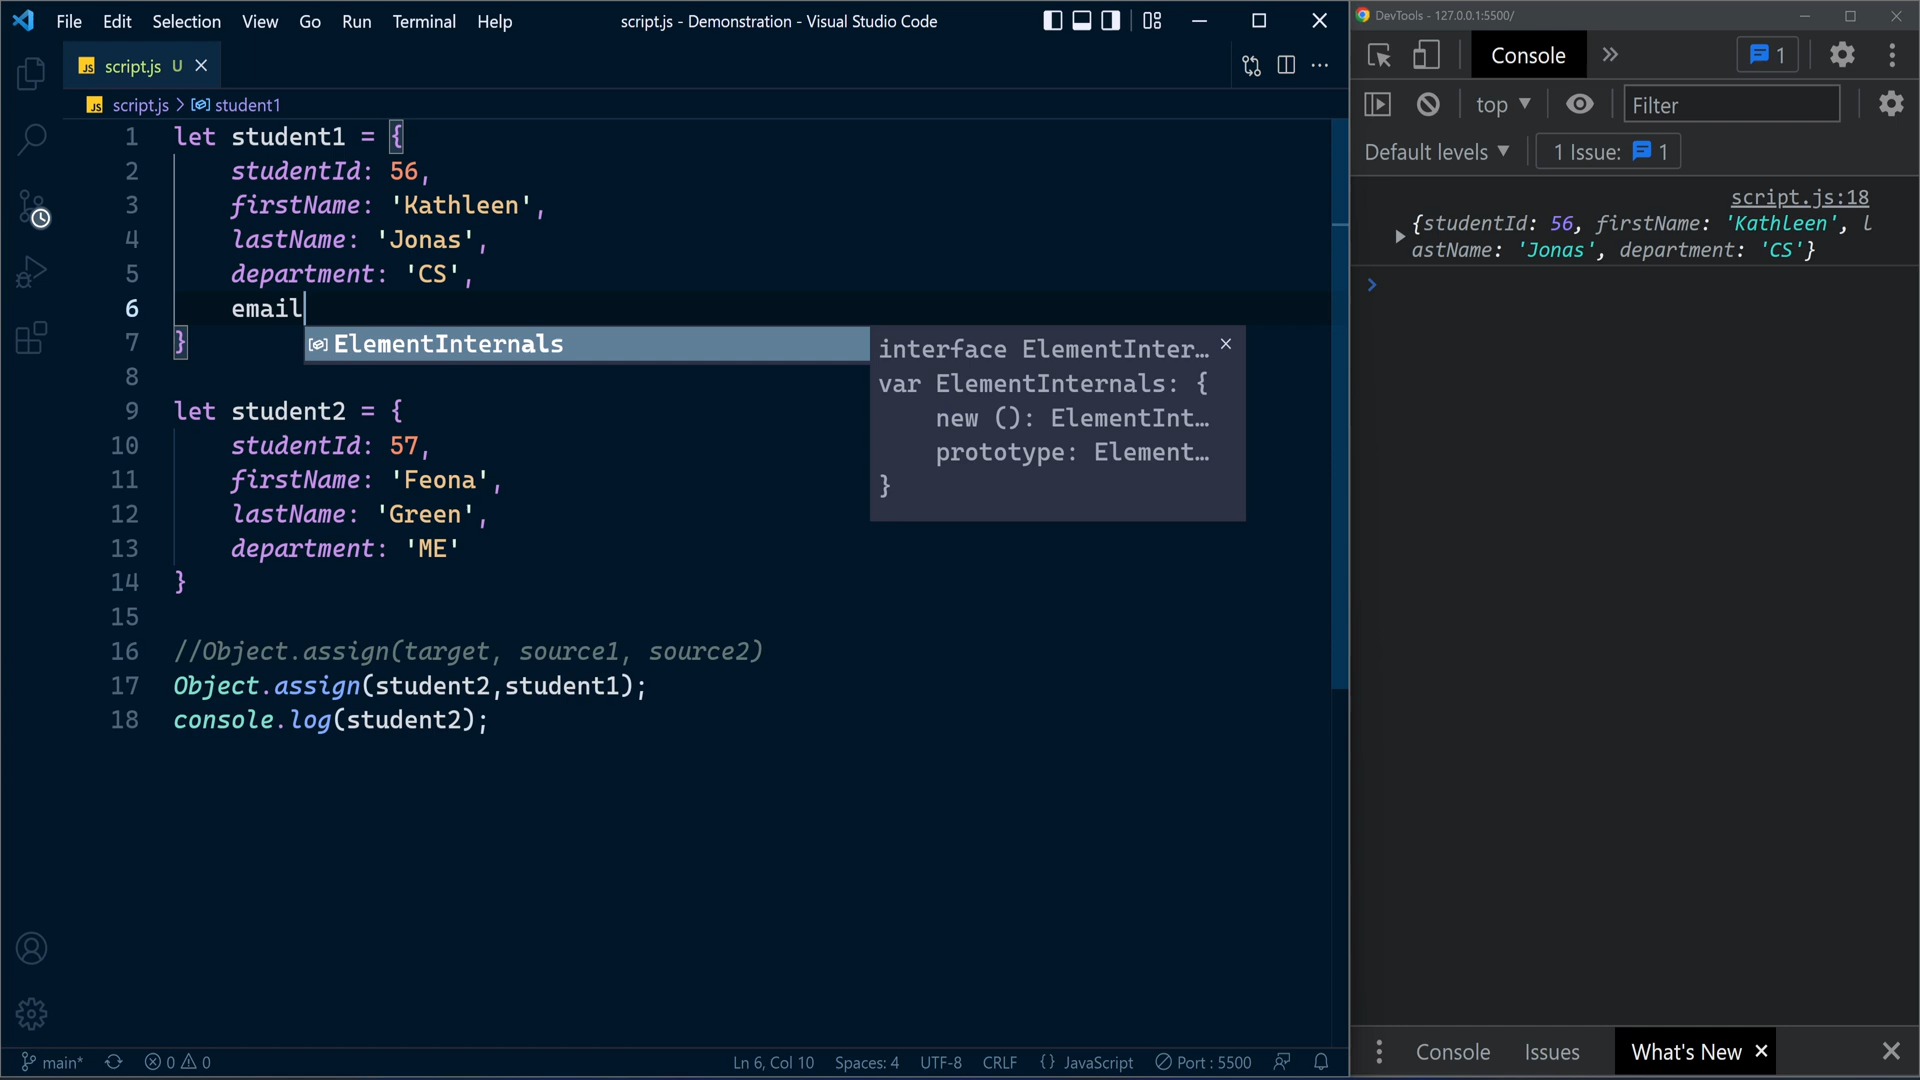 File Edit Selection View Go Run Terminal Help
script.js - Demonstration - Visual Studio Code
JS script.js U
JS script.js > student1
1 let student1 = {
2 studentId: 56,
3 firstName: 'Kathleen',
4 lastName: 'Jonas',
5 department: 'CS',
6 email
7 }
8
9 let student2 = {
10 studentId: 57,
11 firstName: 'Feona',
12 lastName: 'Green',
13 department: 'ME'
14 }
15
16 //Object.assign(target, source1, source2)
17 Object.assign(student2,student1);
18 console.log(student2);
ElementInternals
interface ElementInter…
var ElementInternals: {
new (): ElementInt…
prototype: Element…
}
main* 0 0
Ln 6, Col 10 Spaces: 4 UTF-8 CRLF {} JavaScript Port : 5500
DevTools - 127.0.0.1:5500/
Console 1
top Filter
Default levels 1 Issue: 1
script.js:18
{studentId: 56, firstName: 'Kathleen', l
astName: 'Jonas', department: 'CS'}
Console Issues What's New